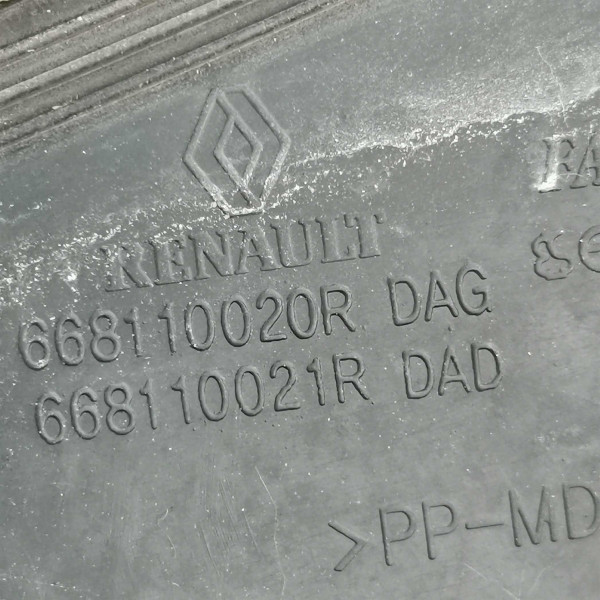 RENAULT
668110020R DAG
668110021R DAD
>PP-MD